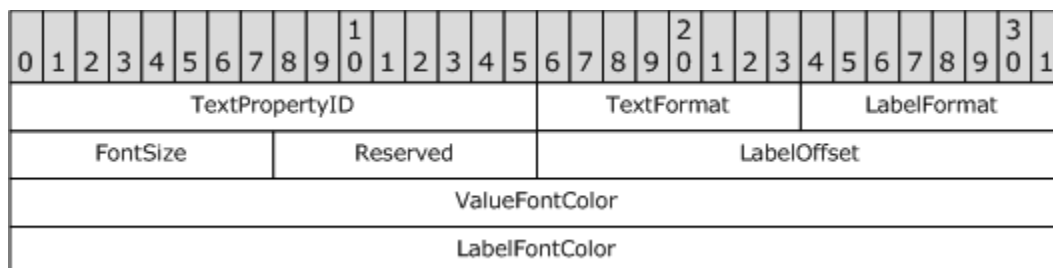 1 2 3
0 1 2 3 4 5 6 7 8 9 0 1 2 3 4 5 6 7 8 9 0 1 2 3 4 5 6 7 8 9 0 1
TextPropertyID TextFormat LabelFormat
FontSize Reserved LabelOffset
ValueFontColor
LabelFontColor